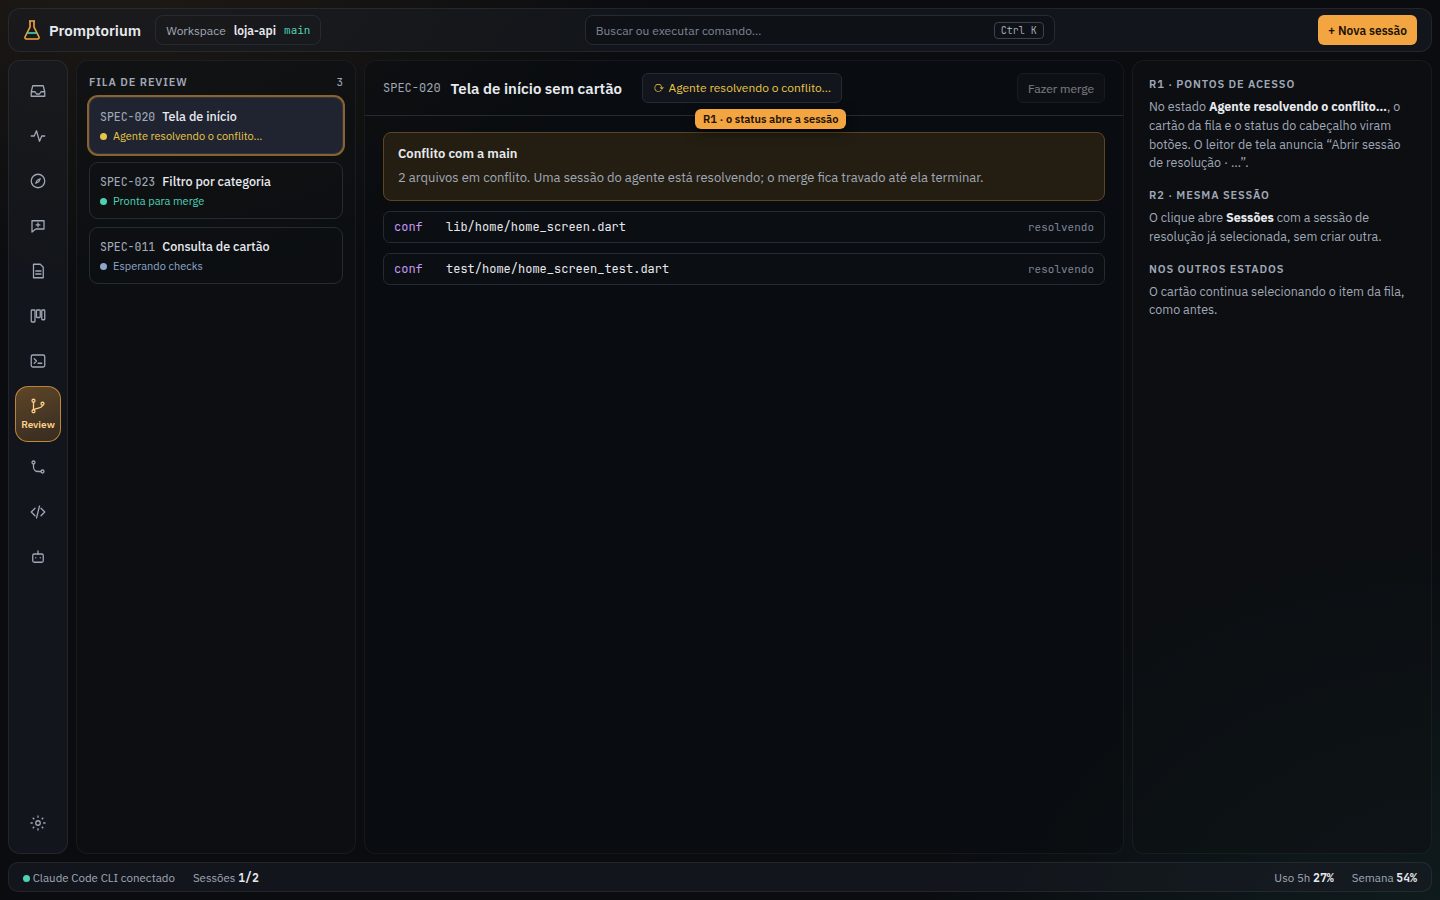 Promptorium
Workspace loja-api main
Buscar ou executar comando...
Ctrl K
+ Nova sessão
Review
FILA DE REVIEW 3
SPEC-020 Tela de início
Agente resolvendo o conflito...
SPEC-023 Filtro por categoria
Pronta para merge
SPEC-011 Consulta de cartão
Esperando checks
SPEC-020 Tela de início sem cartão
Agente resolvendo o conflito...
Fazer merge
R1 · o status abre a sessão
Conflito com a main
2 arquivos em conflito. Uma sessão do agente está resolvendo; o merge fica travado até ela terminar.
conf lib/home/home_screen.dart resolvendo
conf test/home/home_screen_test.dart resolvendo
R1 · PONTOS DE ACESSO
No estado Agente resolvendo o conflito..., o
cartão da fila e o status do cabeçalho viram
botões. O leitor de tela anuncia “Abrir sessão
de resolução · ...”.
R2 · MESMA SESSÃO
O clique abre Sessões com a sessão de
resolução já selecionada, sem criar outra.
NOS OUTROS ESTADOS
O cartão continua selecionando o item da fila,
como antes.
Claude Code CLI conectado
Sessões 1/2
Uso 5h 27%
Semana 54%